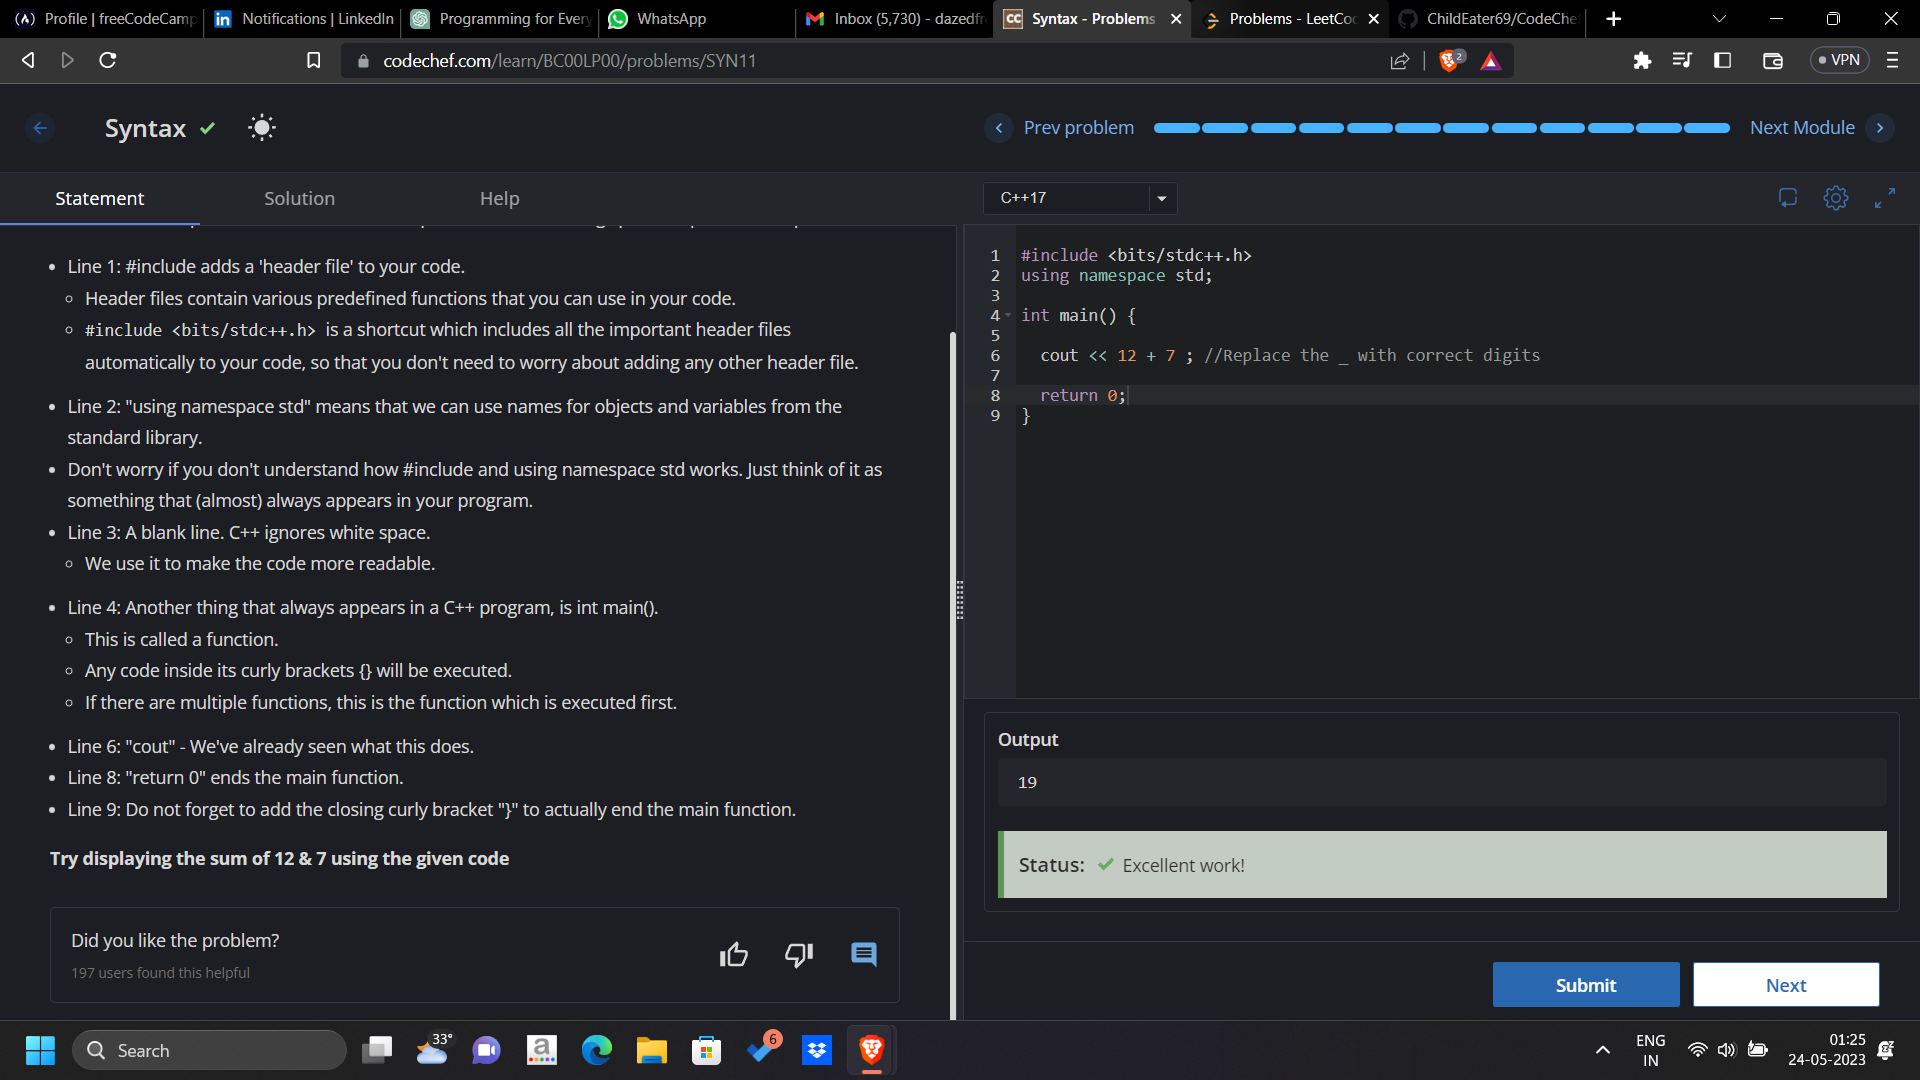 Profile | freeCodeCamp
Notifications | LinkedIn
Programming for Every
WhatsApp
Inbox (5,730) - dazedfr
CC Syntax - Problems
Problems - LeetCo
ChildEater69/CodeChe
codechef.com/learn/BC00LP00/problems/SYN11
2
VPN
Syntax
Prev problem
Next Module
Statement
Solution
Help
C++17
• Line 1: #include adds a 'header file' to your code.
Header files contain various predefined functions that you can use in your code.
#include <bits/stdc++.h> is a shortcut which includes all the important header files
automatically to your code, so that you don't need to worry about adding any other header file.
• Line 2: "using namespace std" means that we can use names for objects and variables from the
standard library.
• Don't worry if you don't understand how #include and using namespace std works. Just think of it as
something that (almost) always appears in your program.
• Line 3: A blank line. C++ ignores white space.
We use it to make the code more readable.
• Line 4: Another thing that always appears in a C++ program, is int main().
This is called a function.
Any code inside its curly brackets {} will be executed.
If there are multiple functions, this is the function which is executed first.
• Line 6: "cout" - We've already seen what this does.
• Line 8: "return 0" ends the main function.
• Line 9: Do not forget to add the closing curly bracket "}" to actually end the main function.
Try displaying the sum of 12 & 7 using the given code
Did you like the problem?
197 users found this helpful
1 #include <bits/stdc++.h>
2 using namespace std;
3
4 int main() {
5
6 cout << 12 + 7 ; //Replace the _ with correct digits
7
8 return 0;
9 }
Output
19
Status: Excellent work!
Submit
Next
Search
33°
a
6
ENG
IN
01:25
24-05-2023